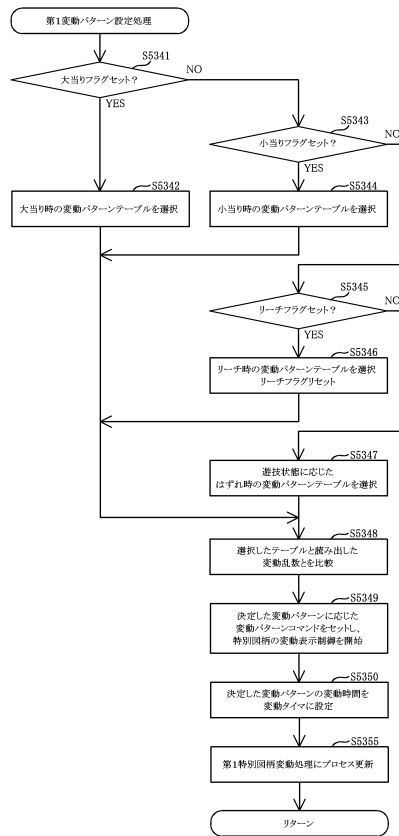 第1変動パターン設定処理
S5341
大当りフラグセット？
NO
YES
S5343
小当りフラグセット？
NO
YES
S5342
大当り時の変動パターンテーブルを選択
S5344
小当り時の変動パターンテーブルを選択
S5345
リーチフラグセット？
NO
YES
S5346
リーチ時の変動パターンテーブルを選択
リーチフラグリセット
S5347
遊技状態に応じた
はずれ時の変動パターンテーブルを選択
S5348
選択したテーブルと読み出した
変動乱数とを比較
S5349
決定した変動パターンに応じた
変動パターンコマンドをセットし、
特別図柄の変動表示制御を開始
S5350
決定した変動パターンの変動時間を
変動タイマに設定
S5355
第1特別図柄変動処理にプロセス更新
リターン